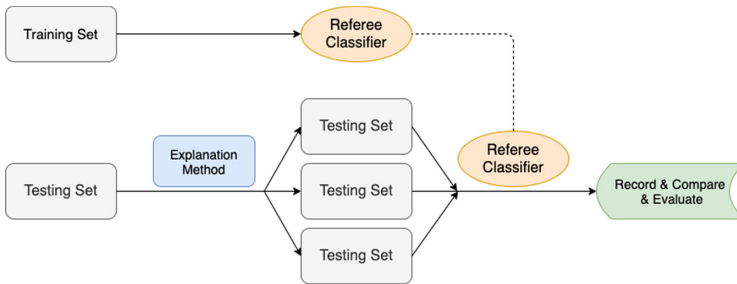 Training Set
Referee
Classifier
Testing Set
Explanation
Method
Testing Set
Testing Set
Testing Set
Referee
Classifier
Record & Compare
& Evaluate